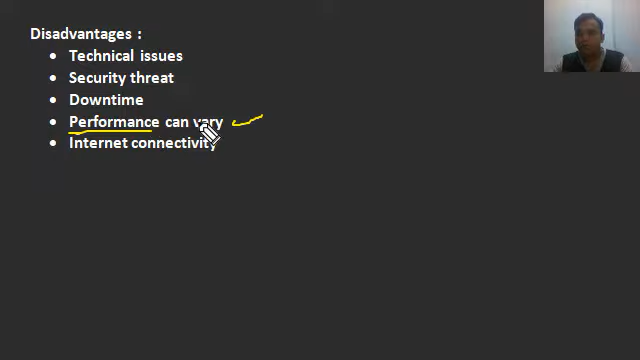 Disadvantages :
• Technical issues
• Security threat
• Downtime
• Performance can vary
• Internet connectivity